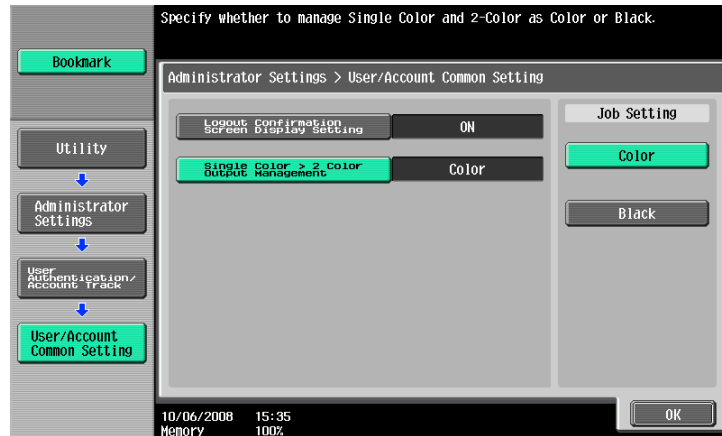 Specify whether to manage Single Color and 2-Color as Color or Black.
Bookmark
Administrator Settings > User/Account Common Setting
Logout Confirmation
Screen Display Setting
ON
Job Setting
Utility
Single Color > 2 Color
Output Management
Color
Color
Administrator
Settings
Black
User
Authentication/
Account Track
User/Account
Common Setting
10/06/2008 15:35
Memory 100%
OK